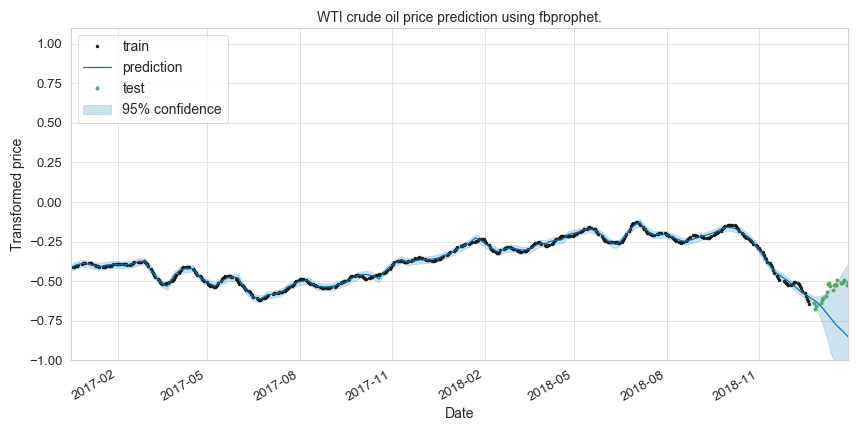 WTI crude oil price prediction using fbprophet.
train
prediction
test
95% confidence
Transformed price
1.00
0.75
0.50
0.25
0.00
−0.25
−0.50
−0.75
−1.00
2017-02
2017-05
2017-08
2017-11
2018-02
2018-05
2018-08
2018-11
Date